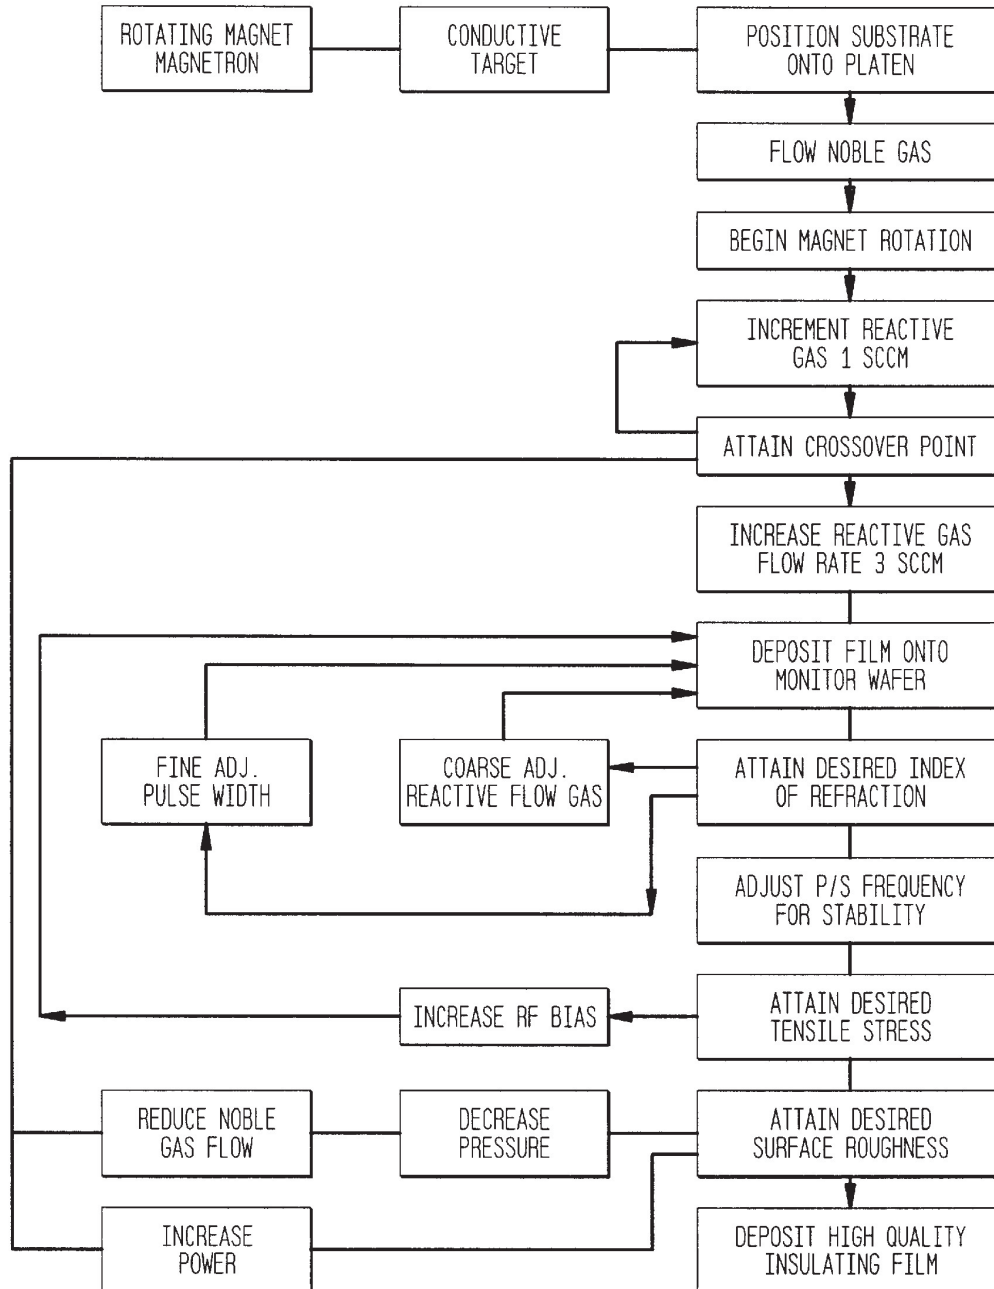 ROTATING MAGNET
MAGNETRON
CONDUCTIVE
TARGET
POSITION SUBSTRATE
ONTO PLATEN
FLOW NOBLE GAS
BEGIN MAGNET ROTATION
INCREMENT REACTIVE
GAS 1 SCCM
ATTAIN CROSSOVER POINT
INCREASE REACTIVE GAS
FLOW RATE 3 SCCM
DEPOSIT FILM ONTO
MONITOR WAFER
FINE ADJ.
PULSE WIDTH
COARSE ADJ.
REACTIVE FLOW GAS
ATTAIN DESIRED INDEX
OF REFRACTION
ADJUST P/S FREQUENCY
FOR STABILITY
INCREASE RF BIAS
ATTAIN DESIRED
TENSILE STRESS
REDUCE NOBLE
GAS FLOW
DECREASE
PRESSURE
ATTAIN DESIRED
SURFACE ROUGHNESS
INCREASE
POWER
DEPOSIT HIGH QUALITY
INSULATING FILM